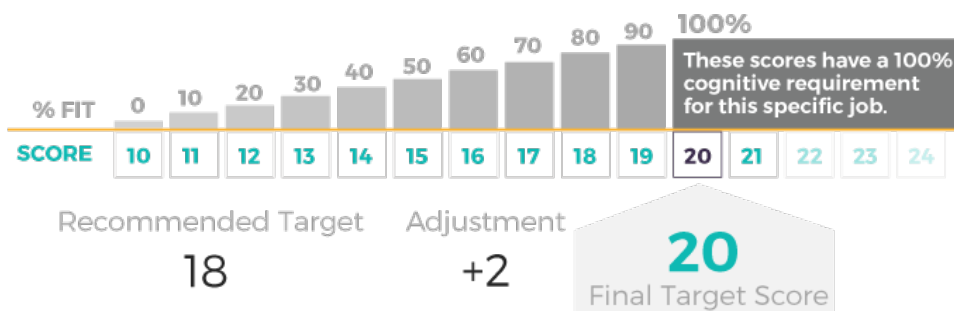 100%
0 10 20 30 40 50 60 70 80 90
These scores have a 100%
cognitive requirement
for this specific job.
% FIT
SCORE 10 11 12 13 14 15 16 17 18 19 20 21 22 23 24
Recommended Target Adjustment
18 +2
20
Final Target Score